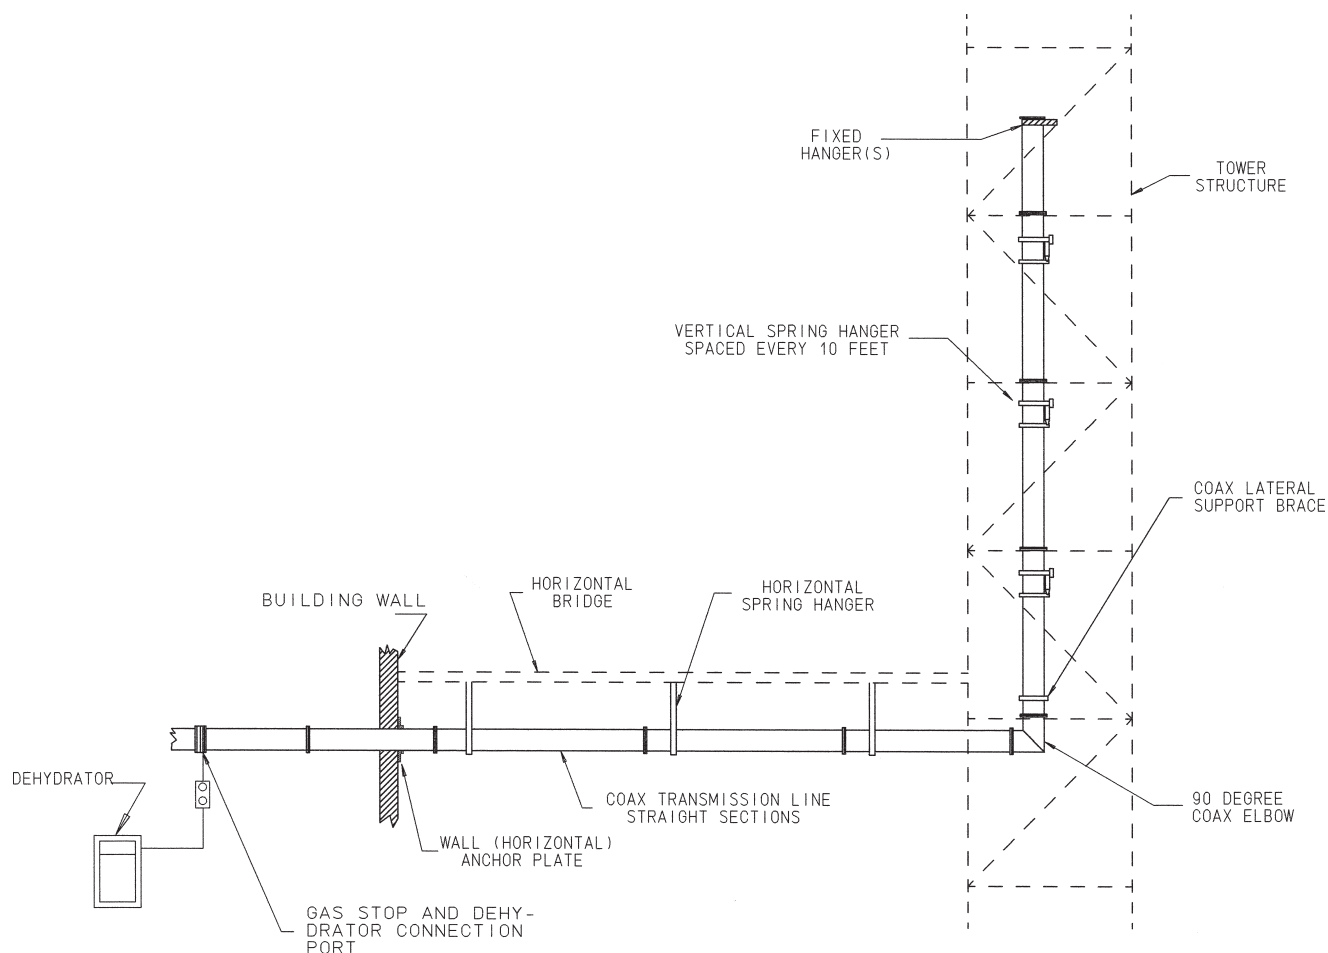 FIXED
HANGER(S)
TOWER
STRUCTURE
VERTICAL SPRING HANGER
SPACED EVERY 10 FEET
COAX LATERAL
SUPPORT BRACE
HORIZONTAL
BRIDGE
HORIZONTAL
SPRING HANGER
BUILDING WALL
DEHYDRATOR
COAX TRANSMISSION LINE
STRAIGHT SECTIONS
90 DEGREE
COAX ELBOW
WALL (HORIZONTAL)
ANCHOR PLATE
GAS STOP AND DEHY-
DRATOR CONNECTION
PORT